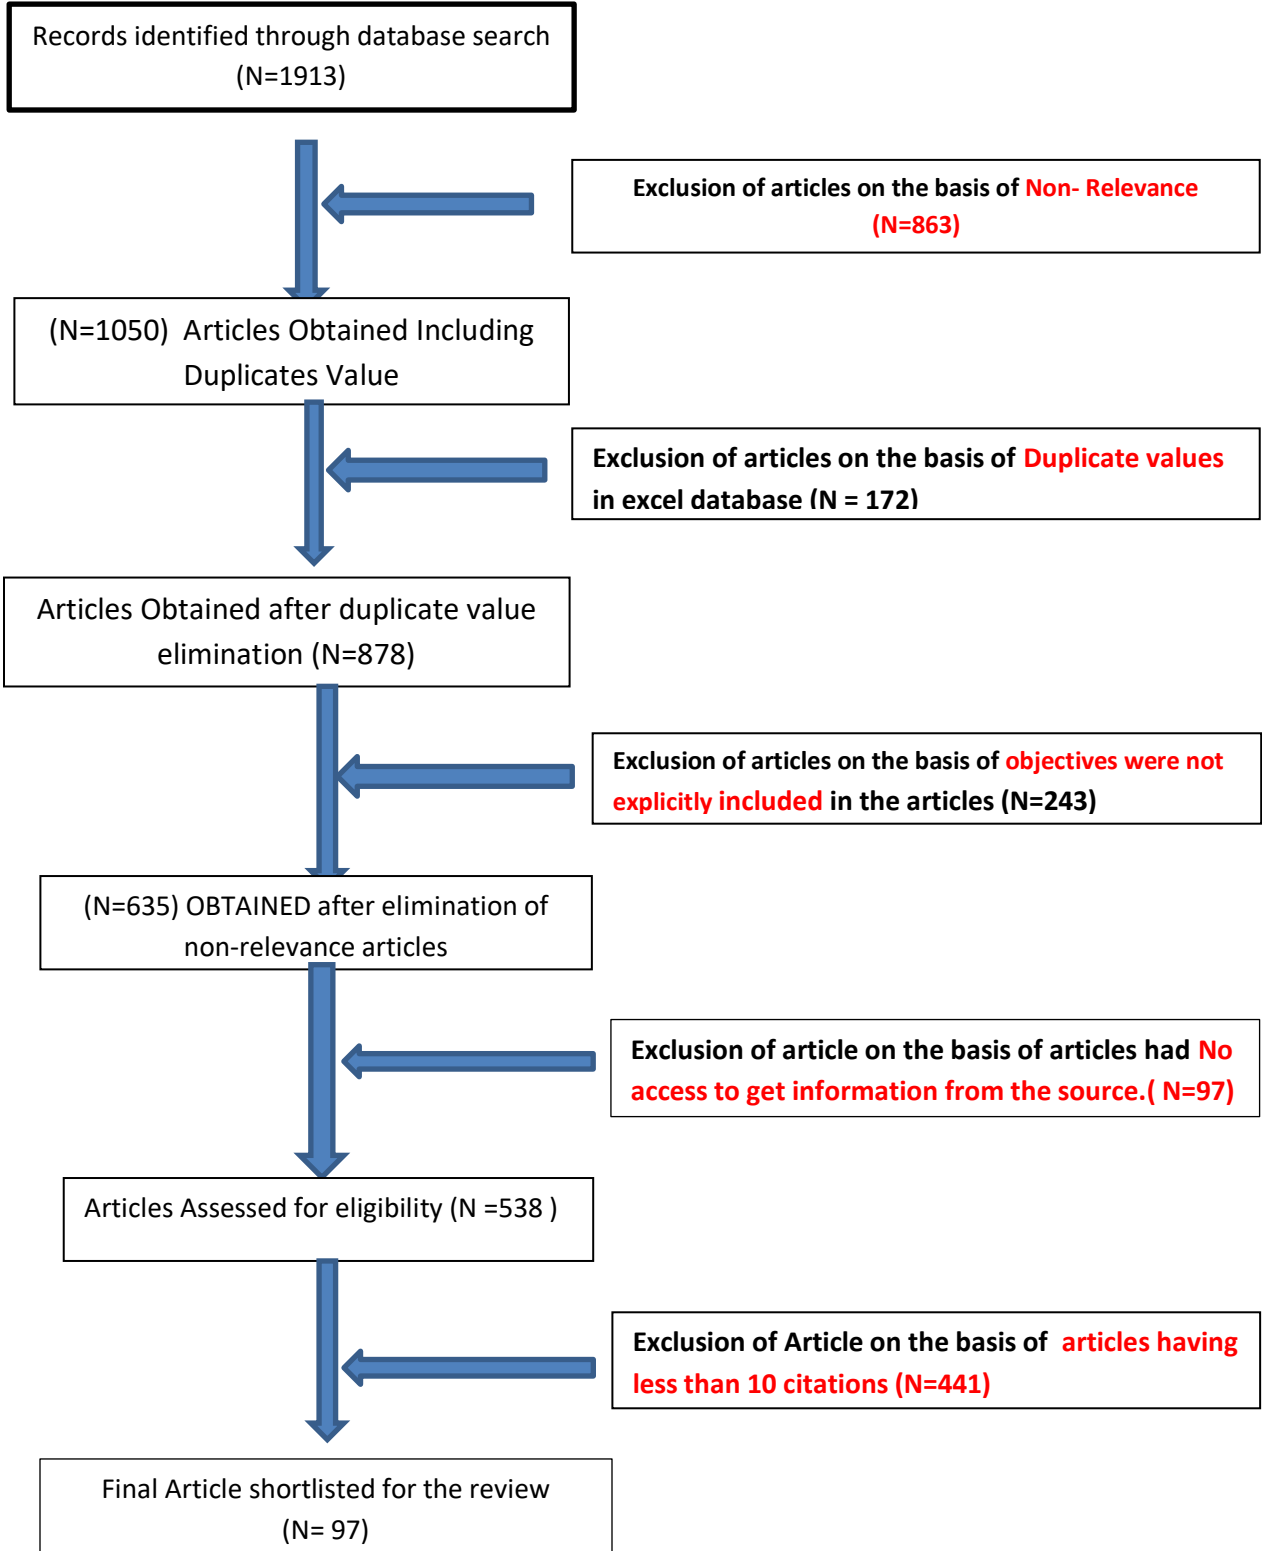 Records identified through database search
(N=1913)
Exclusion of articles on the basis of Non- Relevance
(N=863)
(N=1050)  Articles Obtained Including
Duplicates Value
Exclusion of articles on the basis of Duplicate values
in excel database (N = 172)
Articles Obtained after duplicate value
elimination (N=878)
Exclusion of articles on the basis of objectives were not
explicitly included in the articles (N=243)
(N=635) OBTAINED after elimination of
non-relevance articles
Exclusion of article on the basis of articles had No
access to get information from the source.( N=97)
Articles Assessed for eligibility (N =538 )
Exclusion of Article on the basis of  articles having
less than 10 citations (N=441)
Final Article shortlisted for the review
(N= 97)